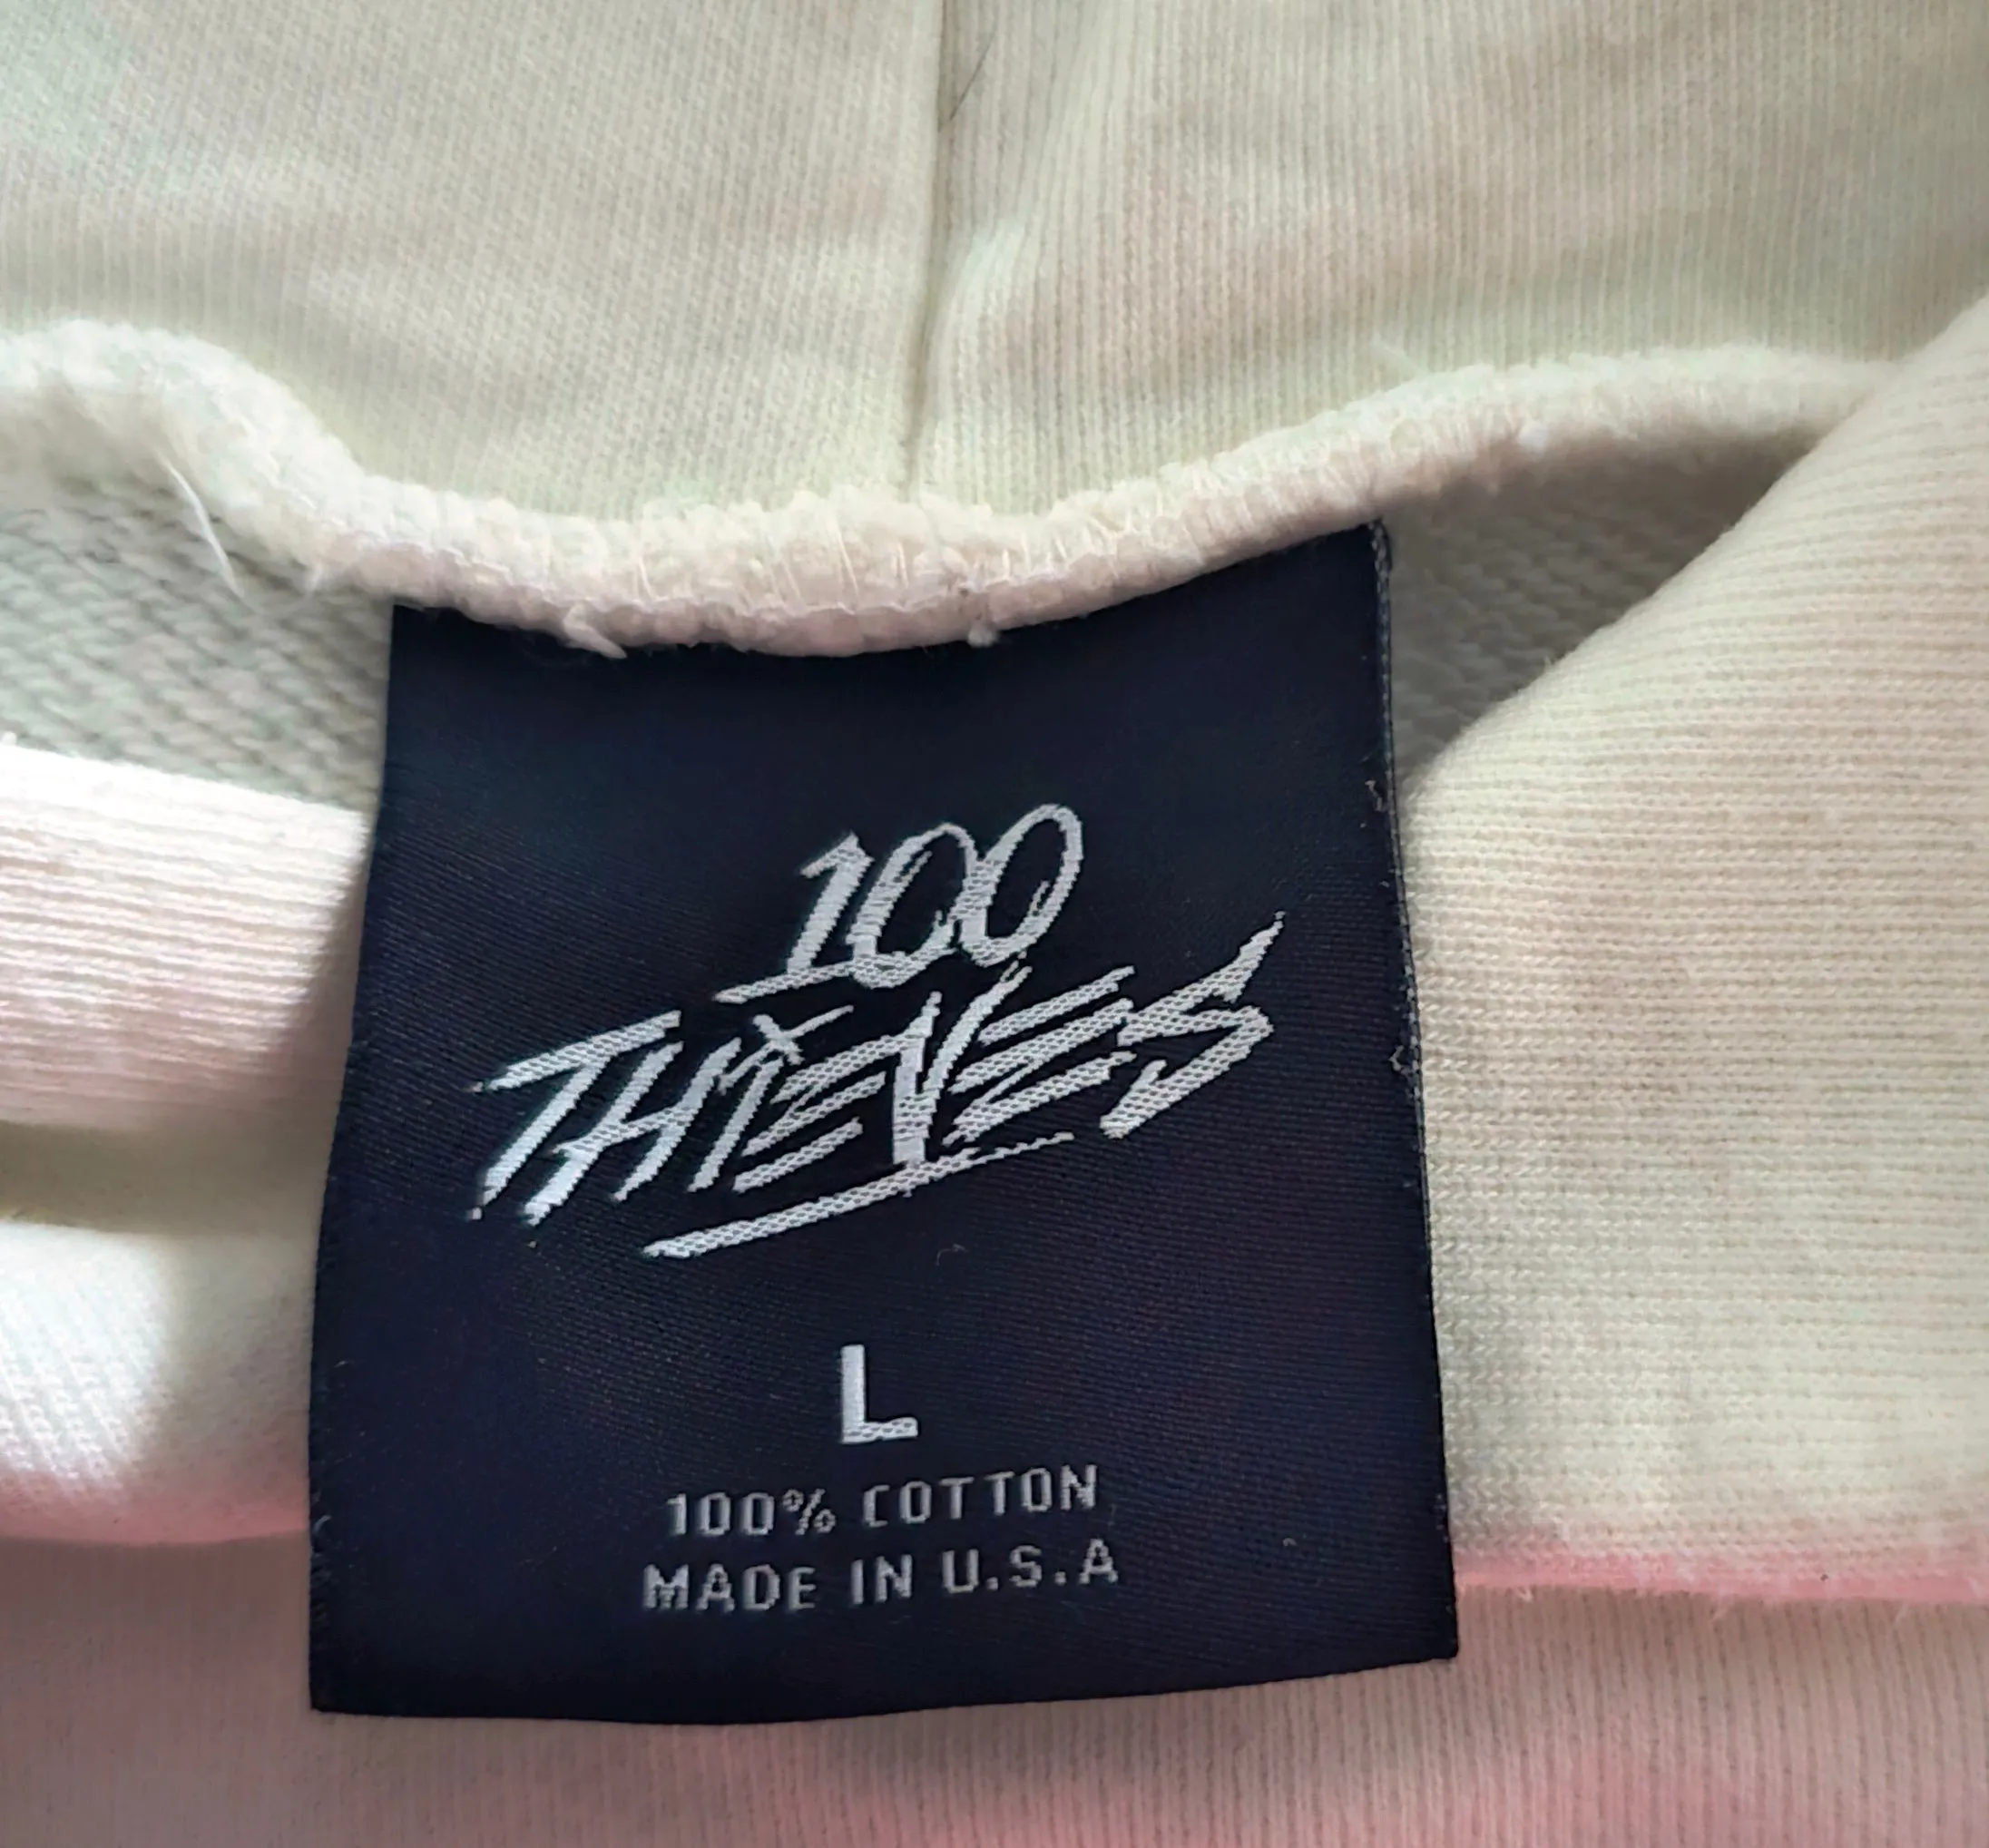 100
THIEVES
L
100% COTTON
MADE IN U.S.A